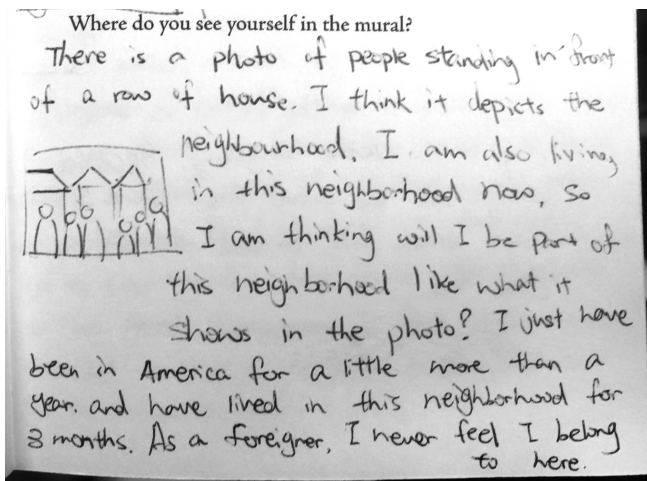 Where do you see yourself in the mural?
There is a photo of people standing in front
of a row of house. I think it depicts the
neighbourhood. I am also living
in this neighborhood now, so
I am thinking will I be part of
this neighborhood like what it
shows in the photo? I just have
been in America for a little more than a
year. and have lived in this neighborhood for
3 months. As a foreigner, I never feel I belong
to here.